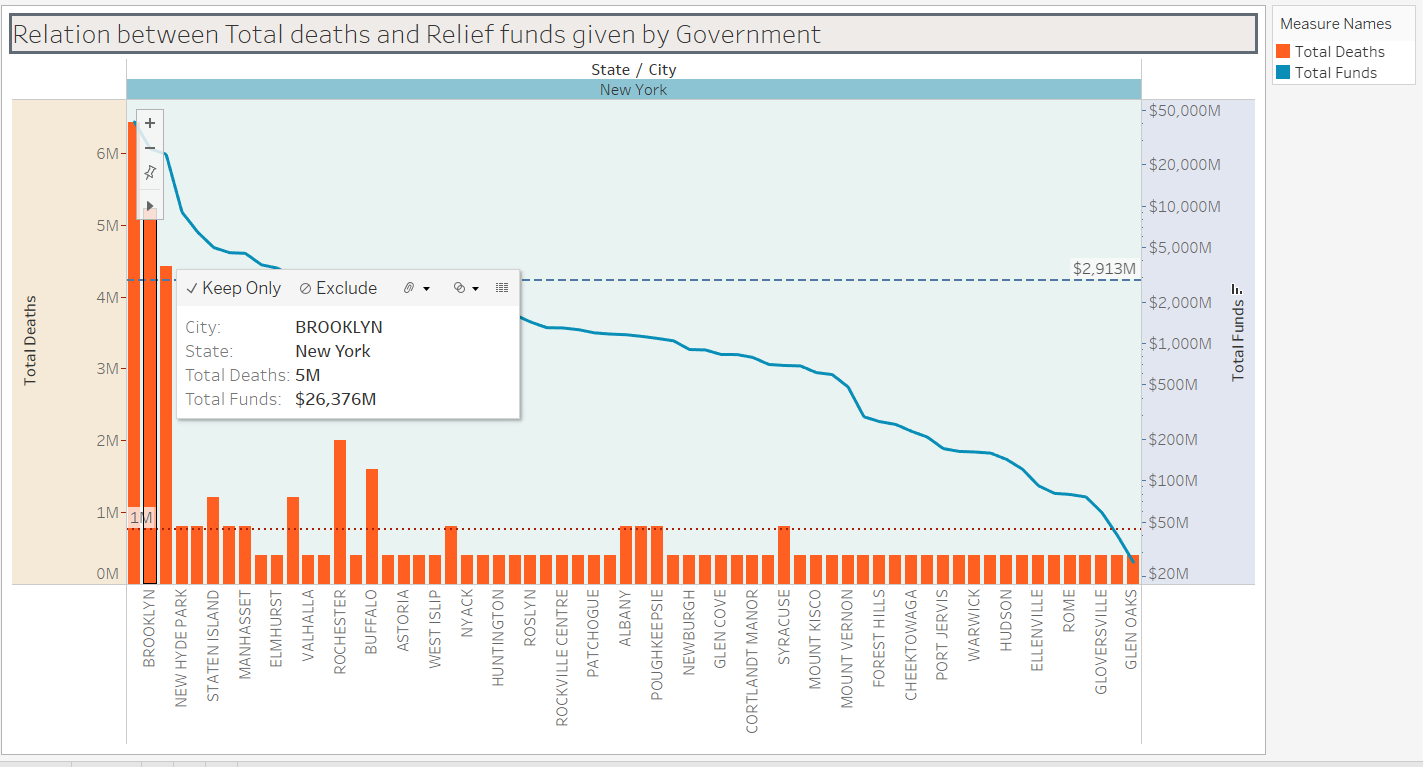 Relation between Total deaths and Relief funds given by Government
Measure Names
Total Deaths
Total Funds
State / City
New York
Total Deaths
6M
5M
4M
3M
2M
1M
0M
1M
$2,913M
Keep Only Exclude
City: BROOKLYN
State: New York
Total Deaths: 5M
Total Funds: $26,376M
$50,000M
$20,000M
$10,000M
$5,000M
$2,000M
$1,000M
$500M
$200M
$100M
$50M
$20M
Total Funds
BROOKLYN
NEW HYDE PARK
STATEN ISLAND
MANHASSET
ELMHURST
VALHALLA
ROCHESTER
BUFFALO
ASTORIA
WEST ISLIP
NYACK
HUNTINGTON
ROSLYN
ROCKVILLE CENTRE
PATCHOGUE
ALBANY
POUGHKEEPSIE
NEWBURGH
GLEN COVE
CORTLANDT MANOR
SYRACUSE
MOUNT KISCO
MOUNT VERNON
FOREST HILLS
CHEEKTOWAGA
PORT JERVIS
WARWICK
HUDSON
ELLENVILLE
ROME
GLOVERSVILLE
GLEN OAKS